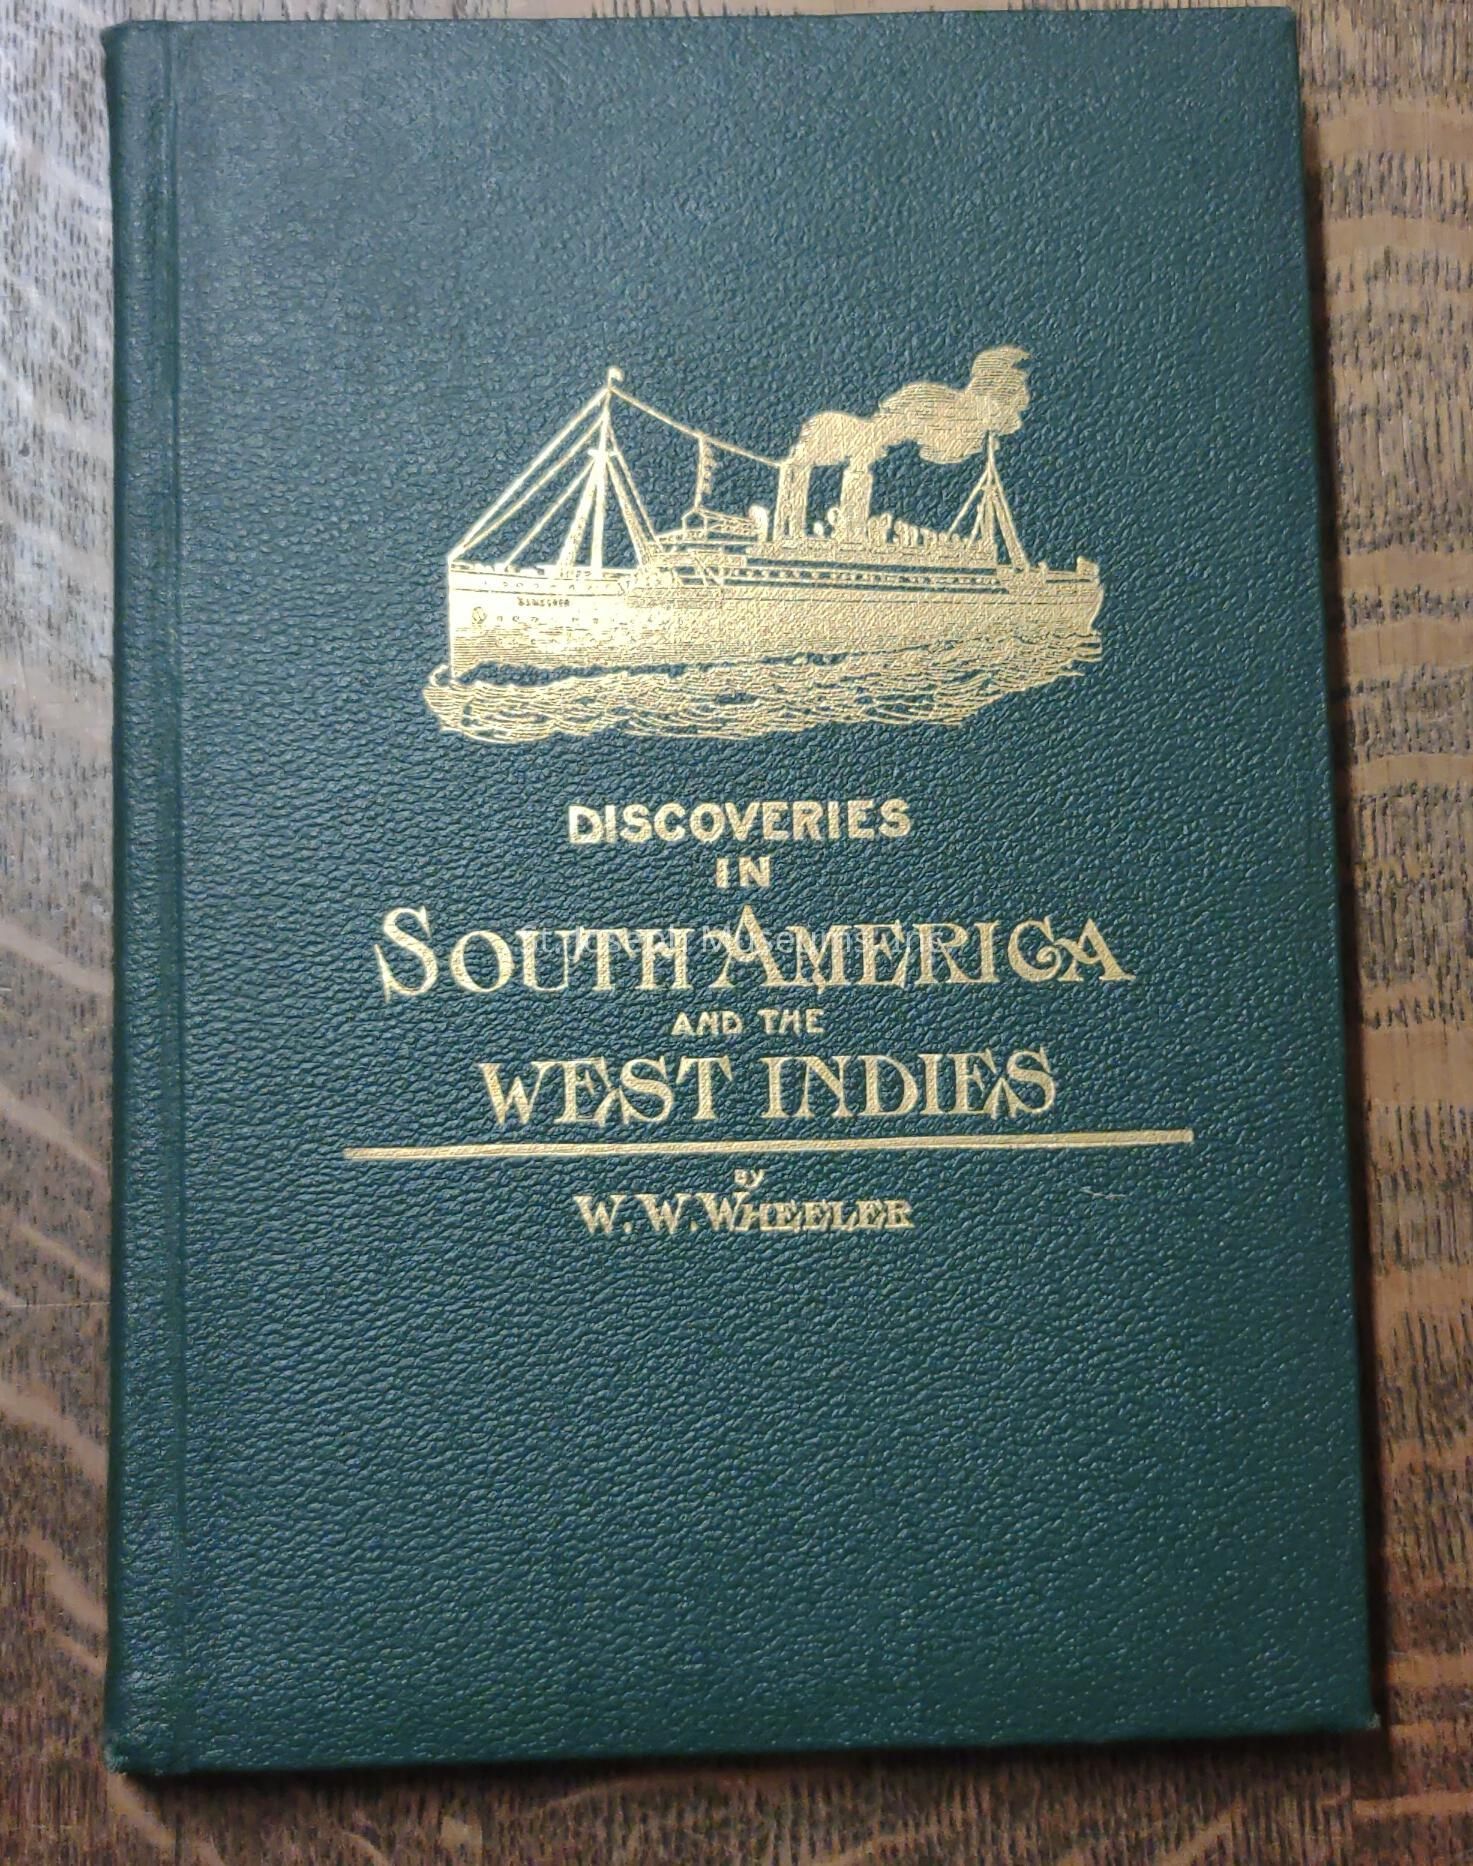 DISCOVERIES
IN
SOUTH AMERICA
AND THE
WEST INDIES
BY
W. W. WHEELER